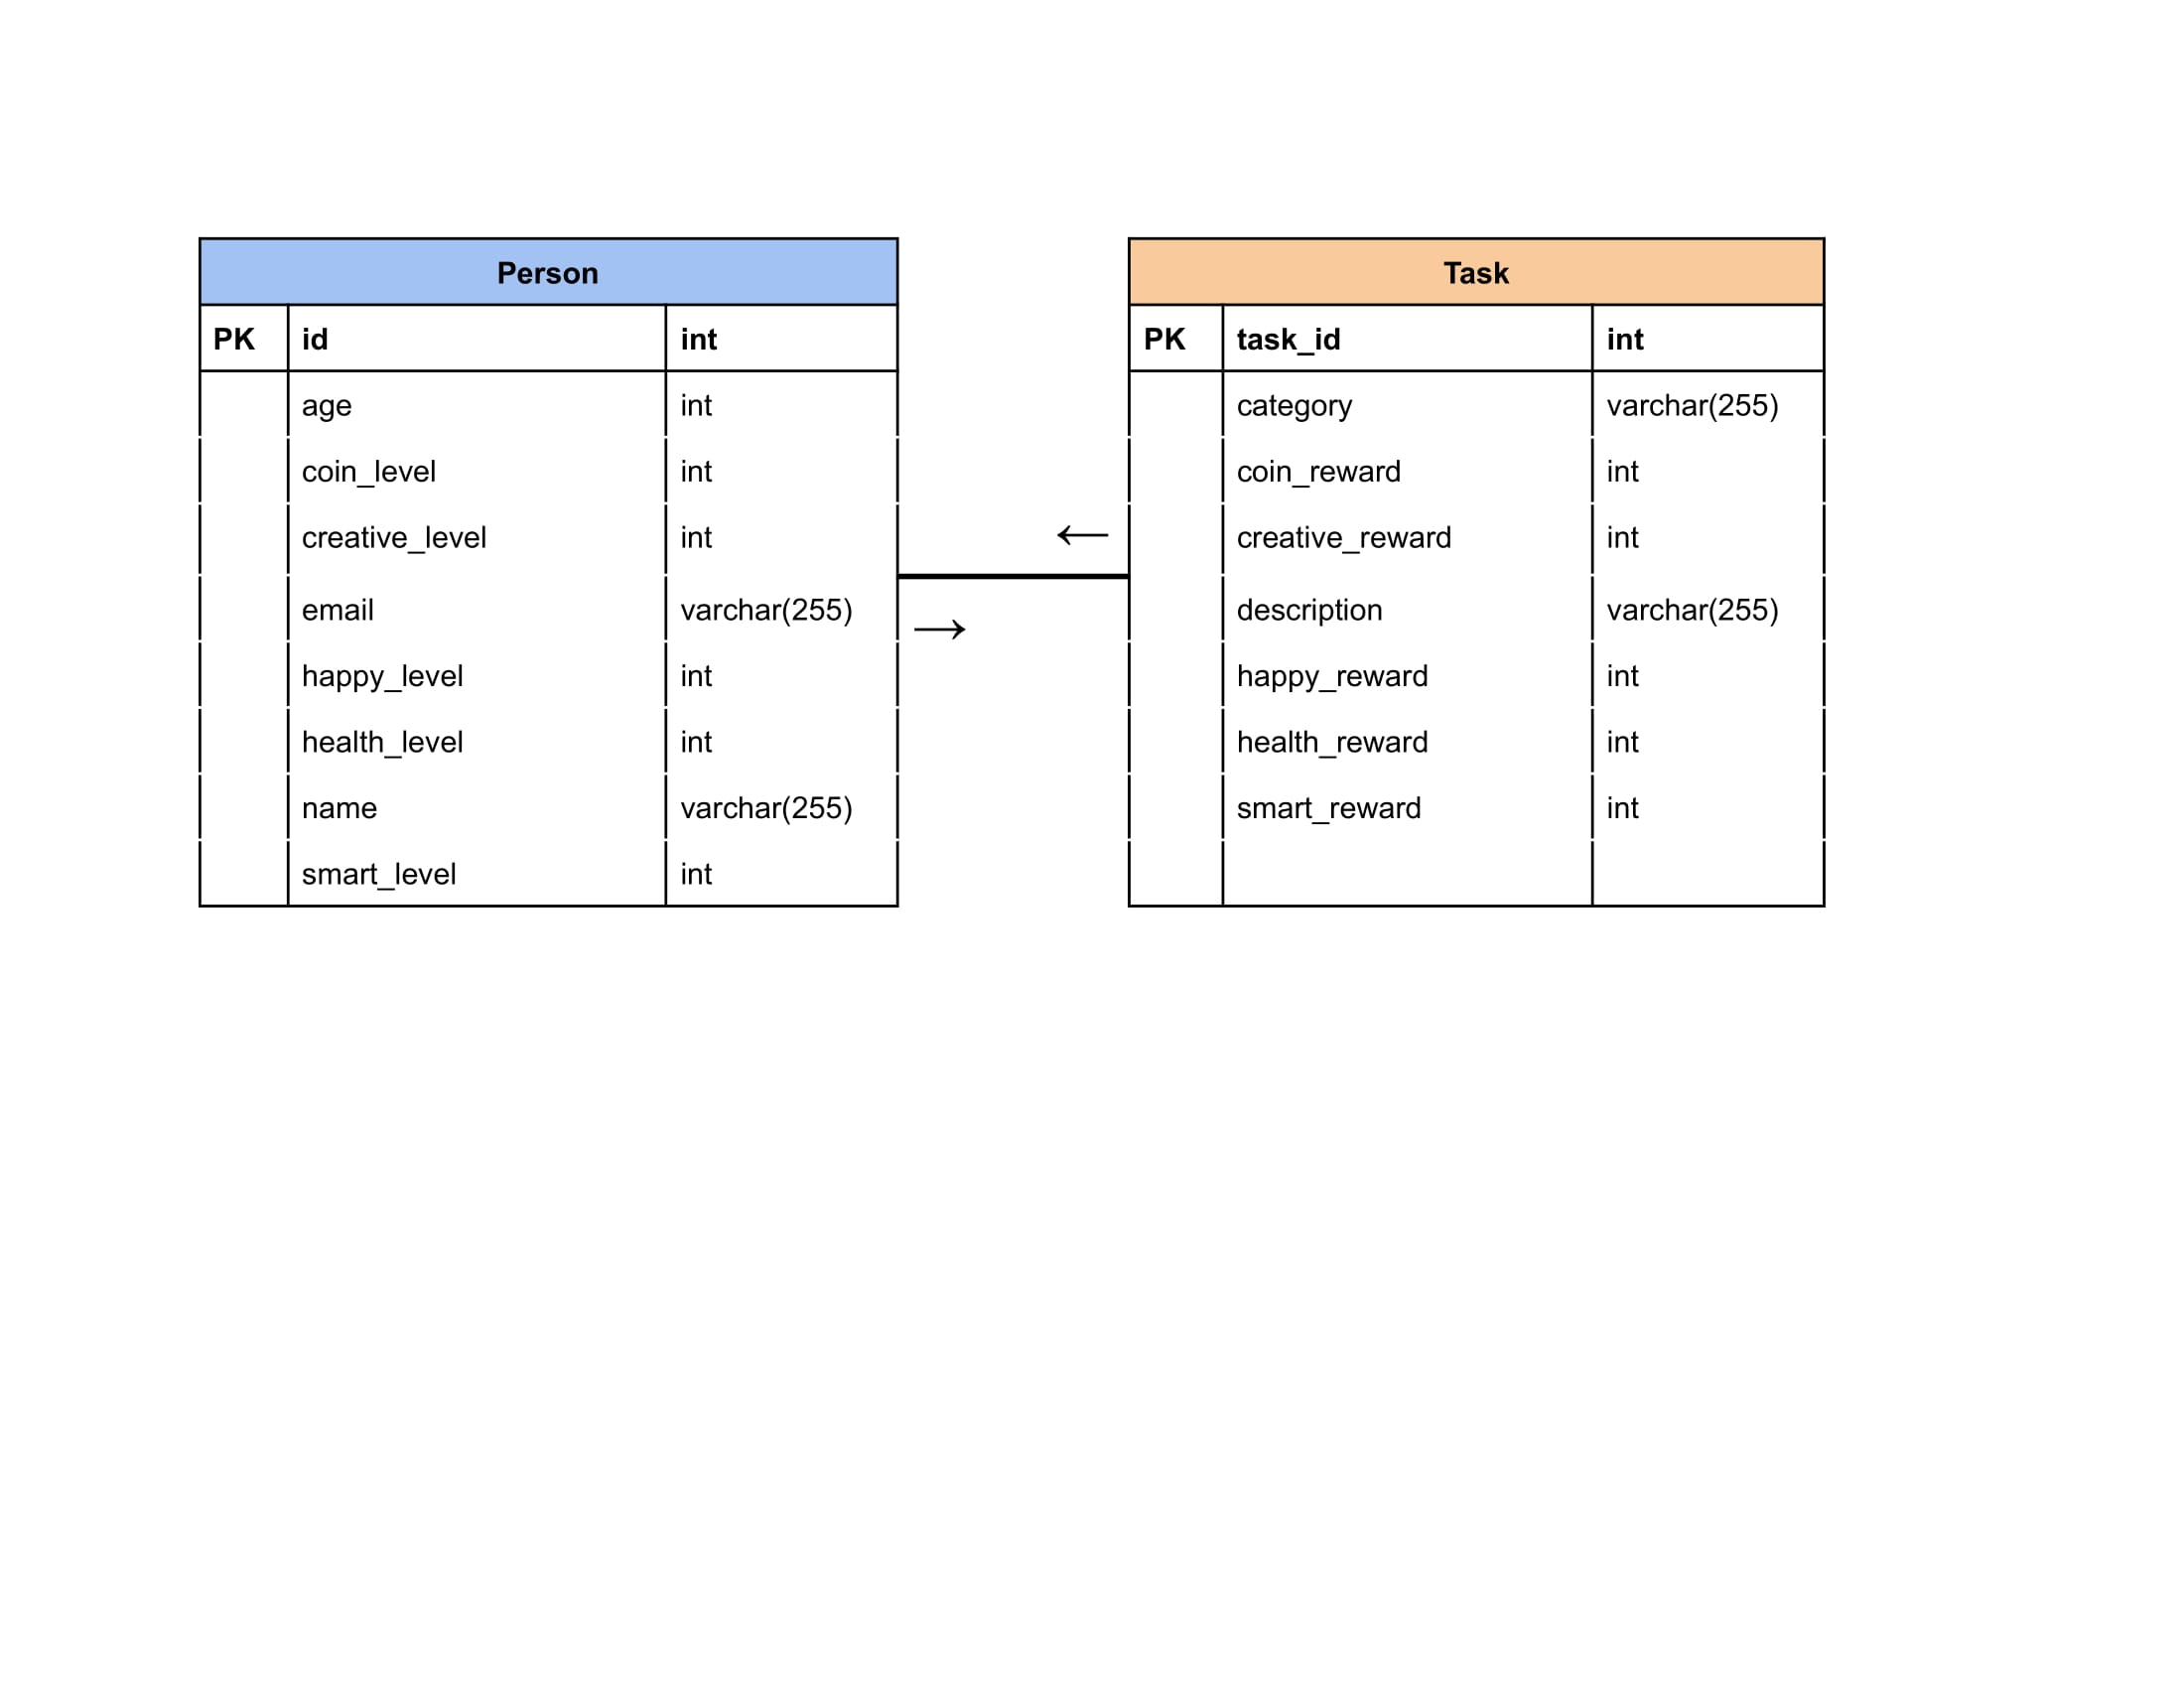 Person
PK id int
age int
coin_level int
creative_level int
email varchar(255)
happy_level int
health_level int
name varchar(255)
smart_level int
Task
PK task_id int
category varchar(255)
coin_reward int
creative_reward int
description varchar(255)
happy_reward int
health_reward int
smart_reward int